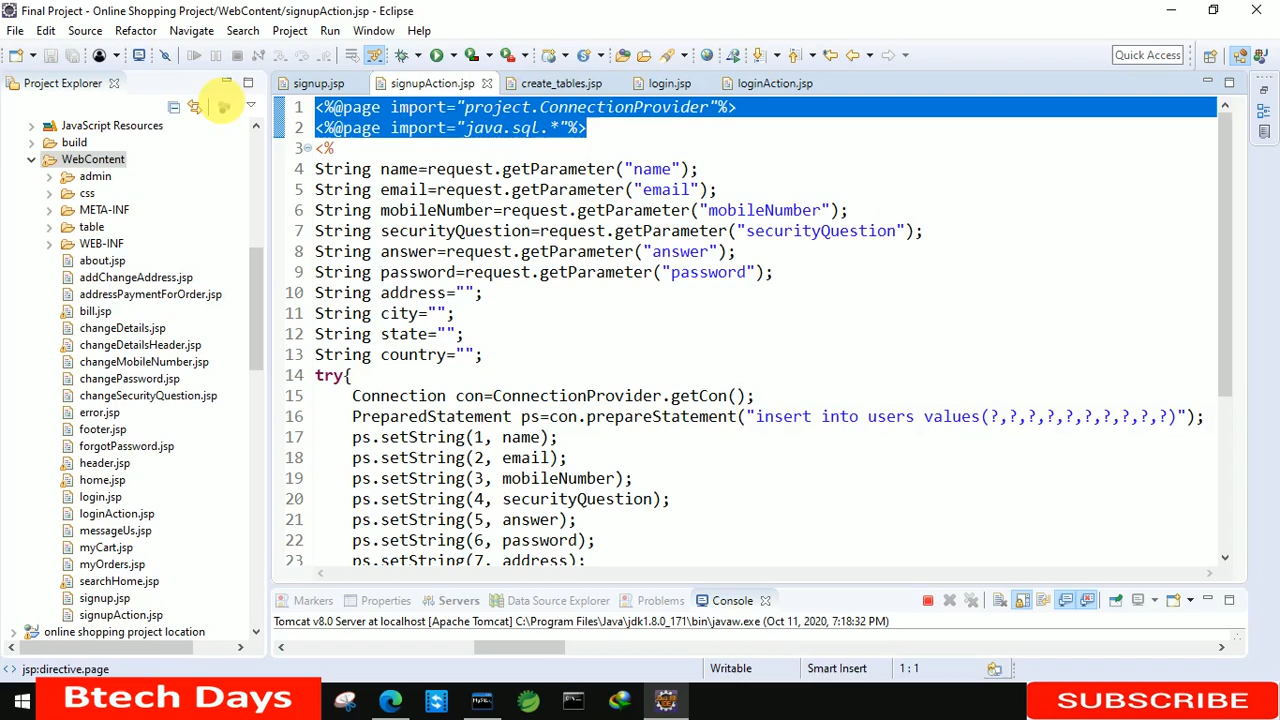 Final Project - Online Shopping Project/WebContent/signupAction.jsp - Eclipse
File Edit Source Refactor Navigate Search Project Run Window Help
Quick Access
Project Explorer
signup.jsp signupAction.jsp create_tables.jsp login.jsp loginAction.jsp
JavaScript Resources
build
WebContent
admin
css
META-INF
table
WEB-INF
about.jsp
addChangeAddress.jsp
addressPaymentForOrder.jsp
bill.jsp
changeDetails.jsp
changeDetailsHeader.jsp
changeMobileNumber.jsp
changePassword.jsp
changeSecurityQuestion.jsp
error.jsp
footer.jsp
forgotPassword.jsp
header.jsp
home.jsp
login.jsp
loginAction.jsp
messageUs.jsp
myCart.jsp
myOrders.jsp
searchHome.jsp
signup.jsp
signupAction.jsp
online shopping project location
1 <%@page import="project.ConnectionProvider"%>
2 <%@page import="java.sql.*"%>
3 <%
4 String name=request.getParameter("name");
5 String email=request.getParameter("email");
6 String mobileNumber=request.getParameter("mobileNumber");
7 String securityQuestion=request.getParameter("securityQuestion");
8 String answer=request.getParameter("answer");
9 String password=request.getParameter("password");
10 String address="";
11 String city="";
12 String state="";
13 String country="";
14 try{
15 Connection con=ConnectionProvider.getCon();
16 PreparedStatement ps=con.prepareStatement("insert into users values(?,?,?,?,?,?,?,?,?,?)");
17 ps.setString(1, name);
18 ps.setString(2, email);
19 ps.setString(3, mobileNumber);
20 ps.setString(4, securityQuestion);
21 ps.setString(5, answer);
22 ps.setString(6, password);
23 ps.setString(7, address);
Markers Properties Servers Data Source Explorer Problems Console
Tomcat v8.0 Server at localhost [Apache Tomcat] C:\Program Files\Java\jdk1.8.0_171\bin\javaw.exe (Oct 11, 2020, 7:18:32 PM)
jsp:directive.page Writable Smart Insert 1 : 1
Btech Days
SUBSCRIBE